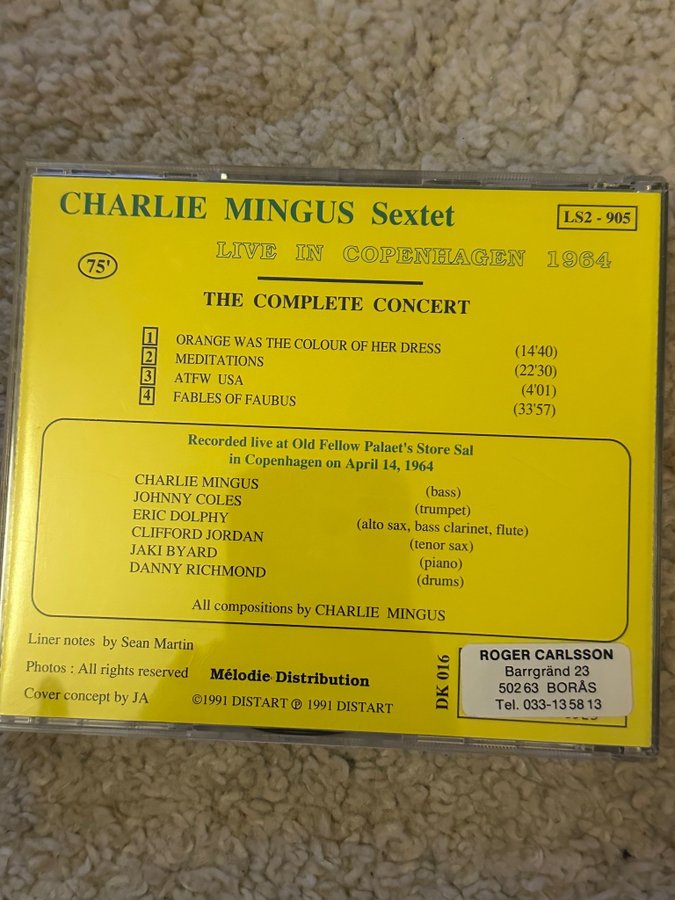 CHARLIE MINGUS Sextet
LS2 - 905
LIVE IN COPENHAGEN 1964
75'
THE COMPLETE CONCERT
1 ORANGE WAS THE COLOUR OF HER DRESS (14'40)
2 MEDITATIONS (22'30)
3 ATFW USA (4'01)
4 FABLES OF FAUBUS (33'57)
Recorded live at Old Fellow Palaet's Store Sal
in Copenhagen on April 14, 1964
CHARLIE MINGUS (bass)
JOHNNY COLES (trumpet)
ERIC DOLPHY (alto sax, bass clarinet, flute)
CLIFFORD JORDAN (tenor sax)
JAKI BYARD (piano)
DANNY RICHMOND (drums)
All compositions by CHARLIE MINGUS
Liner notes by Sean Martin
Photos : All rights reserved
Mélodie Distribution
Cover concept by JA
©1991 DISTART ℗ 1991 DISTART
DK 016
ROGER CARLSSON
Barrgränd 23
502 63 BORÅS
Tel. 033-13 58 13